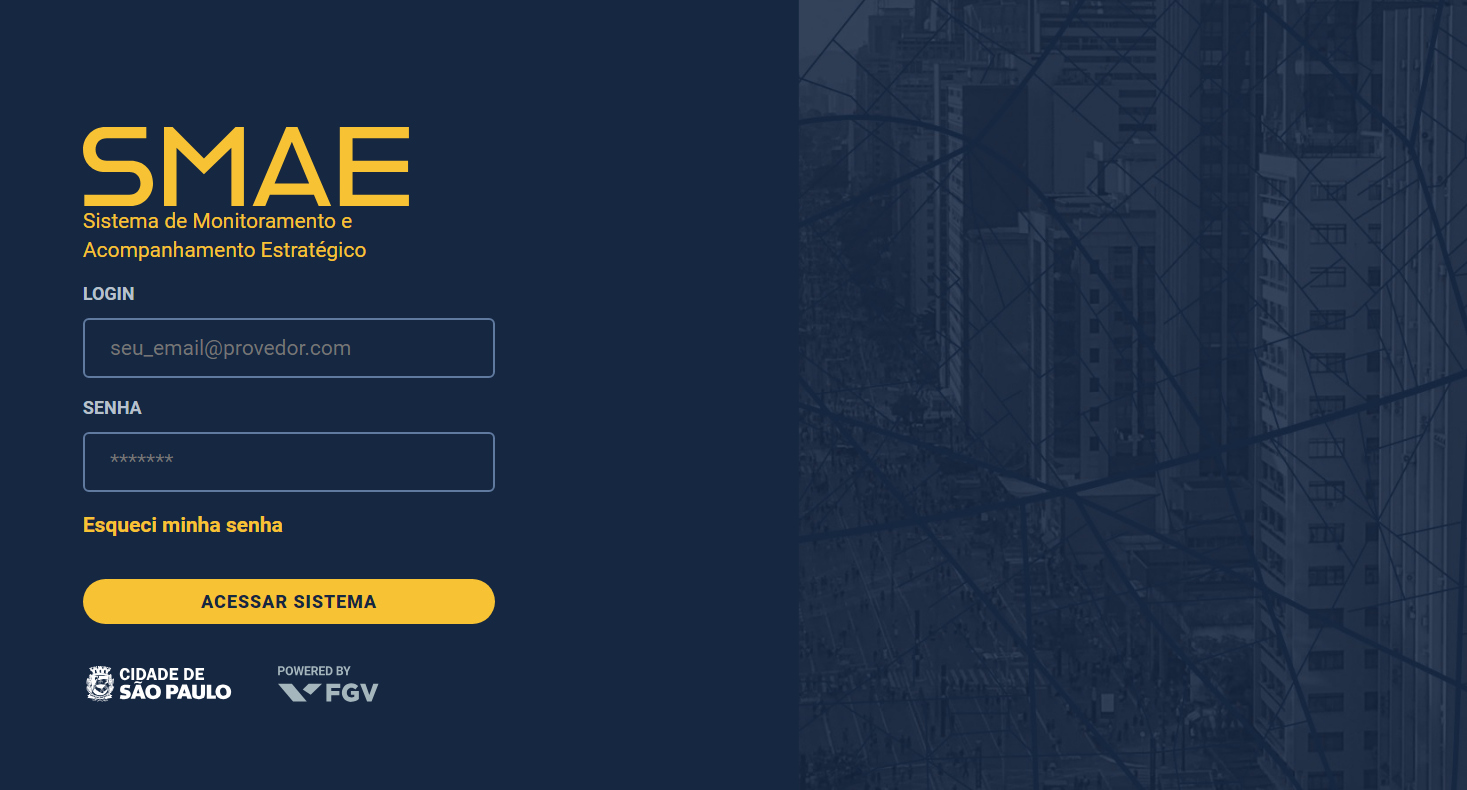 SMAE
Sistema de Monitoramento e
Acompanhamento Estratégico
LOGIN
seu_email@provedor.com
SENHA
*******
Esqueci minha senha
ACESSAR SISTEMA
CIDADE DE
SÃO PAULO
POWERED BY
FGV